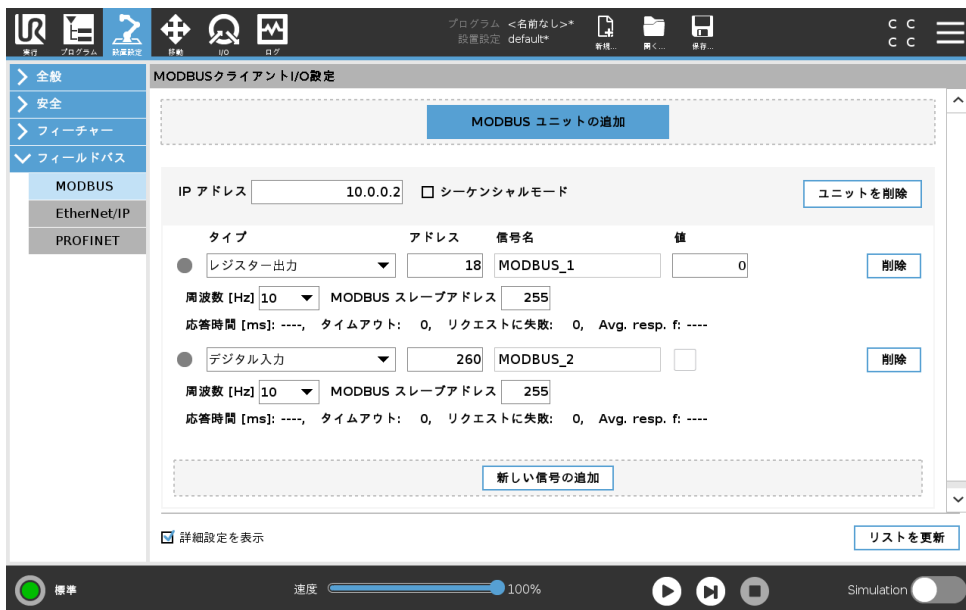 UR
プログラム <名前なし>*
設置設定 default*
実行 プログラム 設置設定 移動 I/O ログ 新規... 開く... 保存...
C C
C C
全般
安全
フィーチャー
フィールドバス
MODBUS
EtherNet/IP
PROFINET
MODBUSクライアントI/O設定
MODBUS ユニットの追加
IP アドレス 10.0.0.2 シーケンシャルモード ユニットを削除
タイプ アドレス 信号名 値
レジスター出力 18 MODBUS_1 0 削除
周波数 [Hz] 10 MODBUS スレーブアドレス 255
応答時間 [ms]: ----, タイムアウト: 0, リクエストに失敗: 0, Avg. resp. f: ----
デジタル入力 260 MODBUS_2 削除
周波数 [Hz] 10 MODBUS スレーブアドレス 255
応答時間 [ms]: ----, タイムアウト: 0, リクエストに失敗: 0, Avg. resp. f: ----
新しい信号の追加
詳細設定を表示 リストを更新
標準 速度 100% Simulation